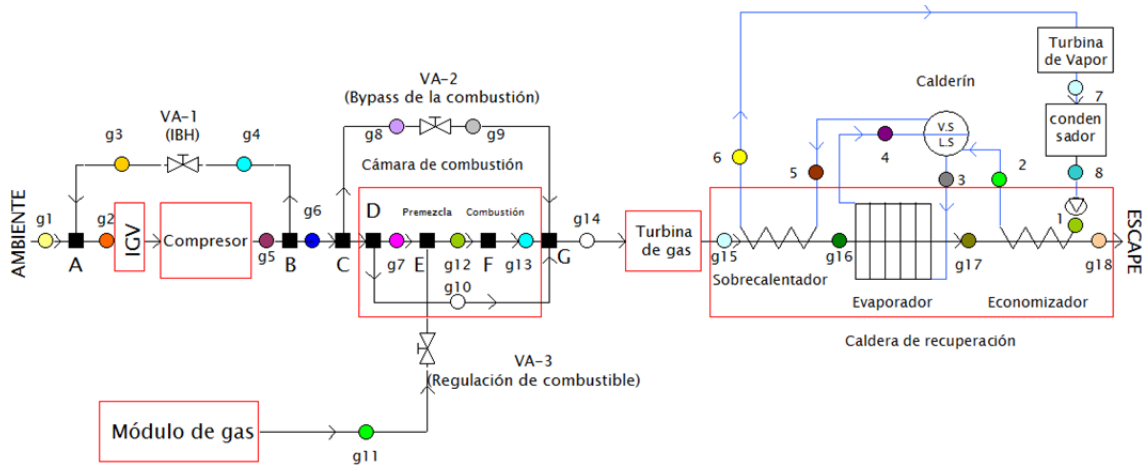 VA-1
(IBH)
g3
g4
AMBIENTE
g1
A
g2
IGV
Compresor
g5
B
g6
C
VA-2
(Bypass de la combustión)
g8
g9
Cámara de combustión
D
Premezcla
Combustión
g7
E
g12
F
g13
G
g14
g10
VA-3
(Regulación de combustible)
Módulo de gas
g11
Turbina
de gas
g15
Sobrecalentador
g16
Evaporador
g17
Economizador
g18
ESCAPE
Caldera de recuperación
Calderín
V.S
L.S
6
5
4
3
2
1
Turbina
de Vapor
7
conden
sador
8